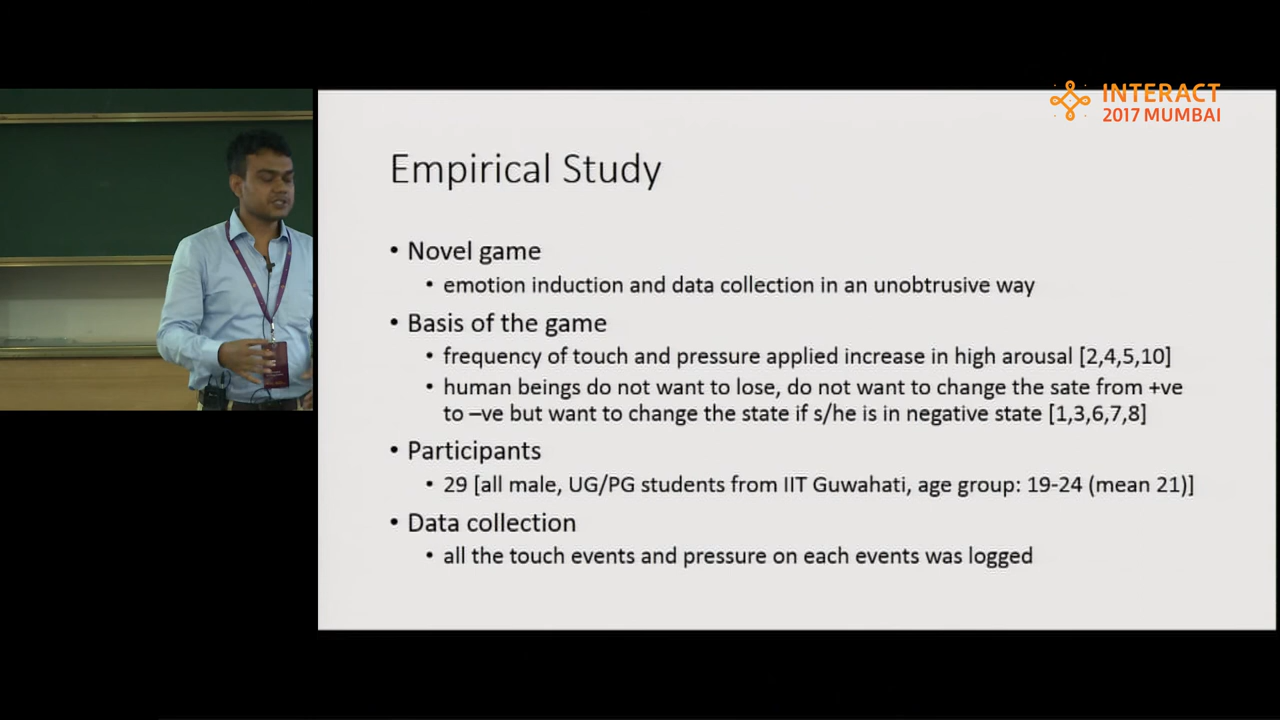 INTERACT
2017 MUMBAI
Empirical Study
• Novel game
• emotion induction and data collection in an unobtrusive way
• Basis of the game
• frequency of touch and pressure applied increase in high arousal [2,4,5,10]
• human beings do not want to lose, do not want to change the sate from +ve
to –ve but want to change the state if s/he is in negative state [1,3,6,7,8]
• Participants
• 29 [all male, UG/PG students from IIT Guwahati, age group: 19-24 (mean 21)]
• Data collection
• all the touch events and pressure on each events was logged